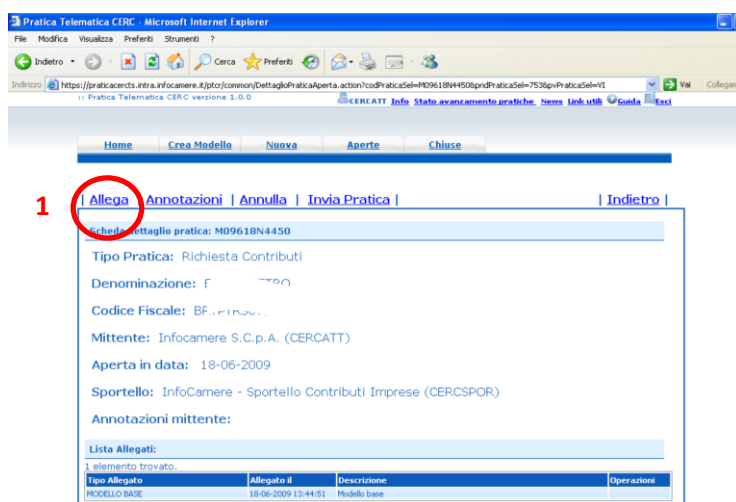 Pratica Telematica CERC - Microsoft Internet Explorer
File Modifica Visualizza Preferiti Strumenti ?
Indietro Cerca Preferiti
Indirizzo https://praticacercts.intra.infocamere.it/ptcr/common/DettaglioPraticaAperta.action?codPraticaSel=M09618N4450&pridPraticaSel=753&pvPraticaSel=VI Vai Collegam
:: Pratica Telematica CERC versione 1.0.0 CERCATT Info Stato avanzamento pratiche News Link utili Guida Esci
Home Crea Modello Nuova Aperte Chiuse
1 | Allega Annotazioni | Annulla | Invia Pratica | | Indietro |
Scheda dettaglio pratica: M09618N4450
Tipo Pratica: Richiesta Contributi
Denominazione:
Codice Fiscale:
Mittente: Infocamere S.C.p.A. (CERCATT)
Aperta in data: 18-06-2009
Sportello: InfoCamere - Sportello Contributi Imprese (CERCSPOR)
Annotazioni mittente:
Lista Allegati:
1 elemento trovato.
Tipo Allegato Allegato il Descrizione Operazioni
MODELLO BASE 18-06-2009 13:44:51 Modello base